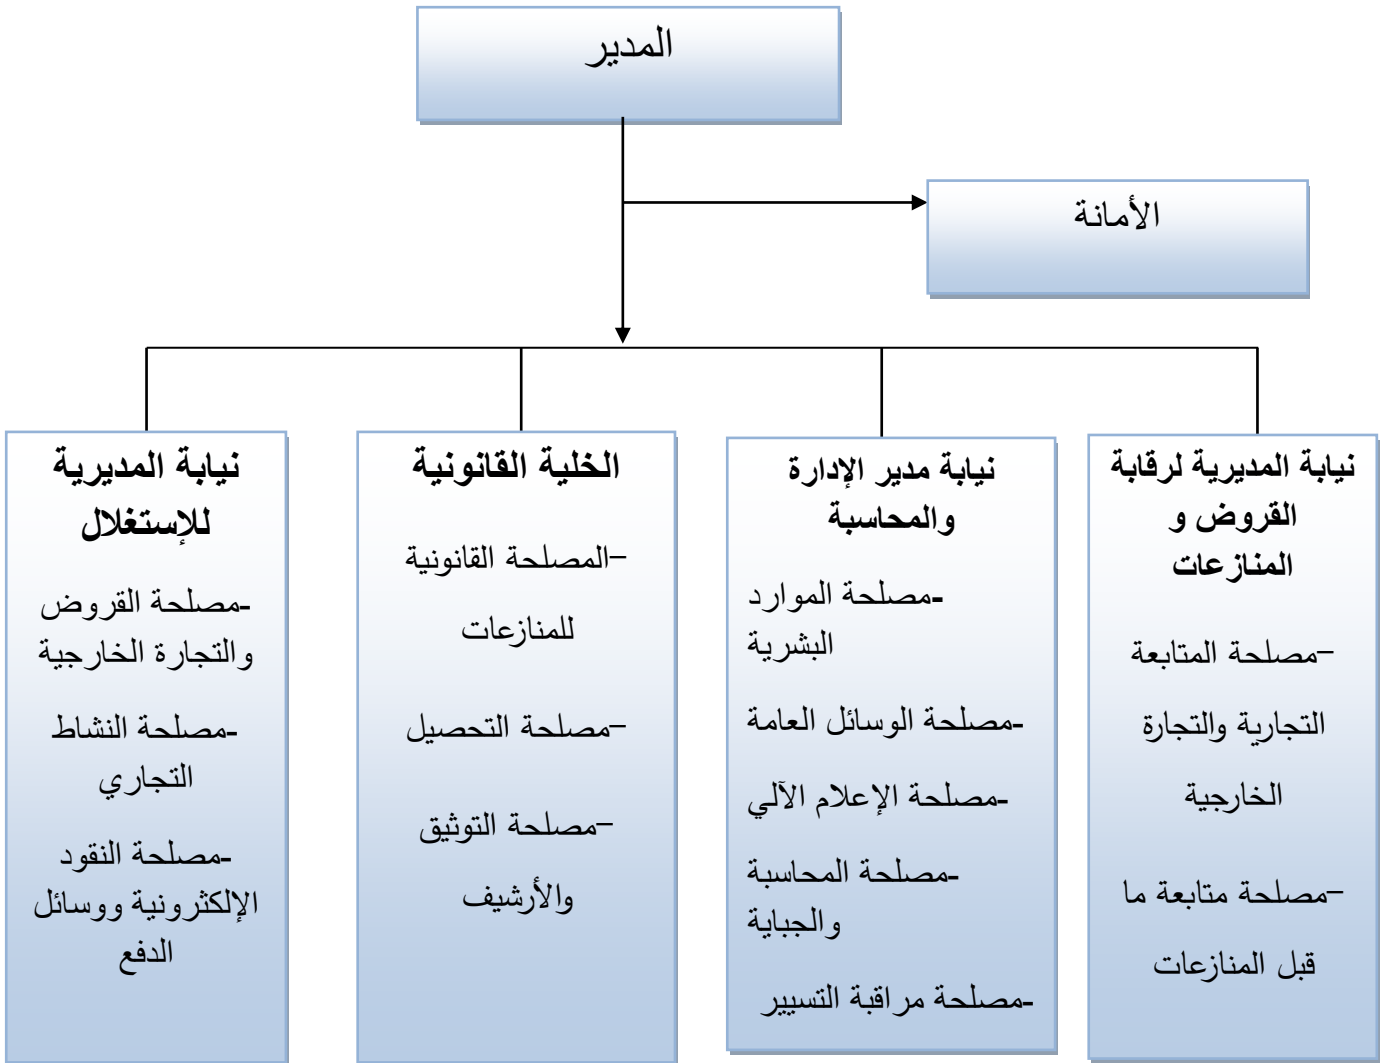 المدير
الأمانة
نيابة المديرية لرقابة
القروض و
المنازعات
–مصلحة المتابعة
التجارية والتجارة
الخارجية
–مصلحة متابعة ما
قبل المنازعات
نيابة مدير الإدارة
والمحاسبة
-مصلحة الموارد
البشرية
-مصلحة الوسائل العامة
-مصلحة الإعلام الآلي
-مصلحة المحاسبة
والجباية
-مصلحة مراقبة التسيير
الخلية القانونية
–المصلحة القانونية
للمنازعات
–مصلحة التحصيل
–مصلحة التوثيق
والأرشيف
نيابة المديرية
للإستغلال
-مصلحة القروض
والتجارة الخارجية
-مصلحة النشاط
التجاري
-مصلحة النقود
الإلكثرونية ووسائل
الدفع